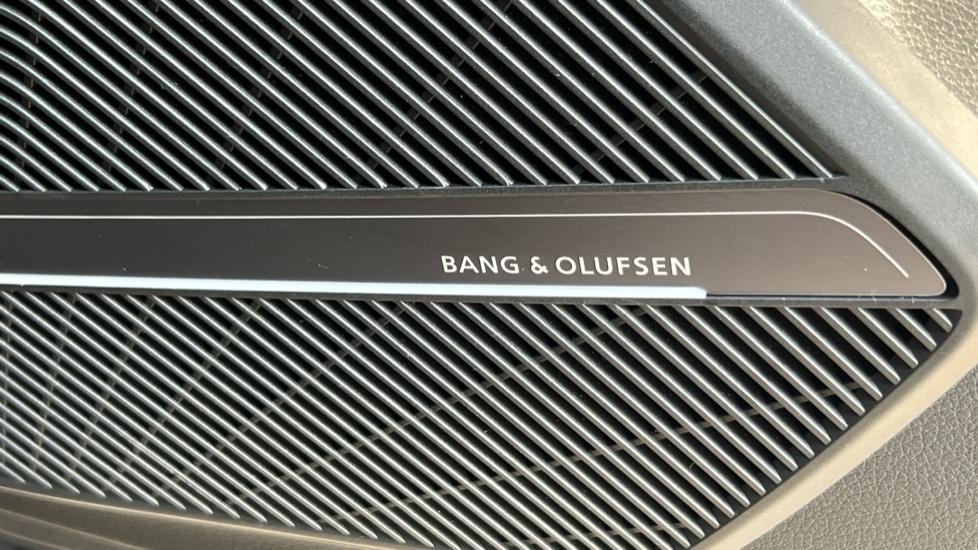 BANG & OLUFSEN